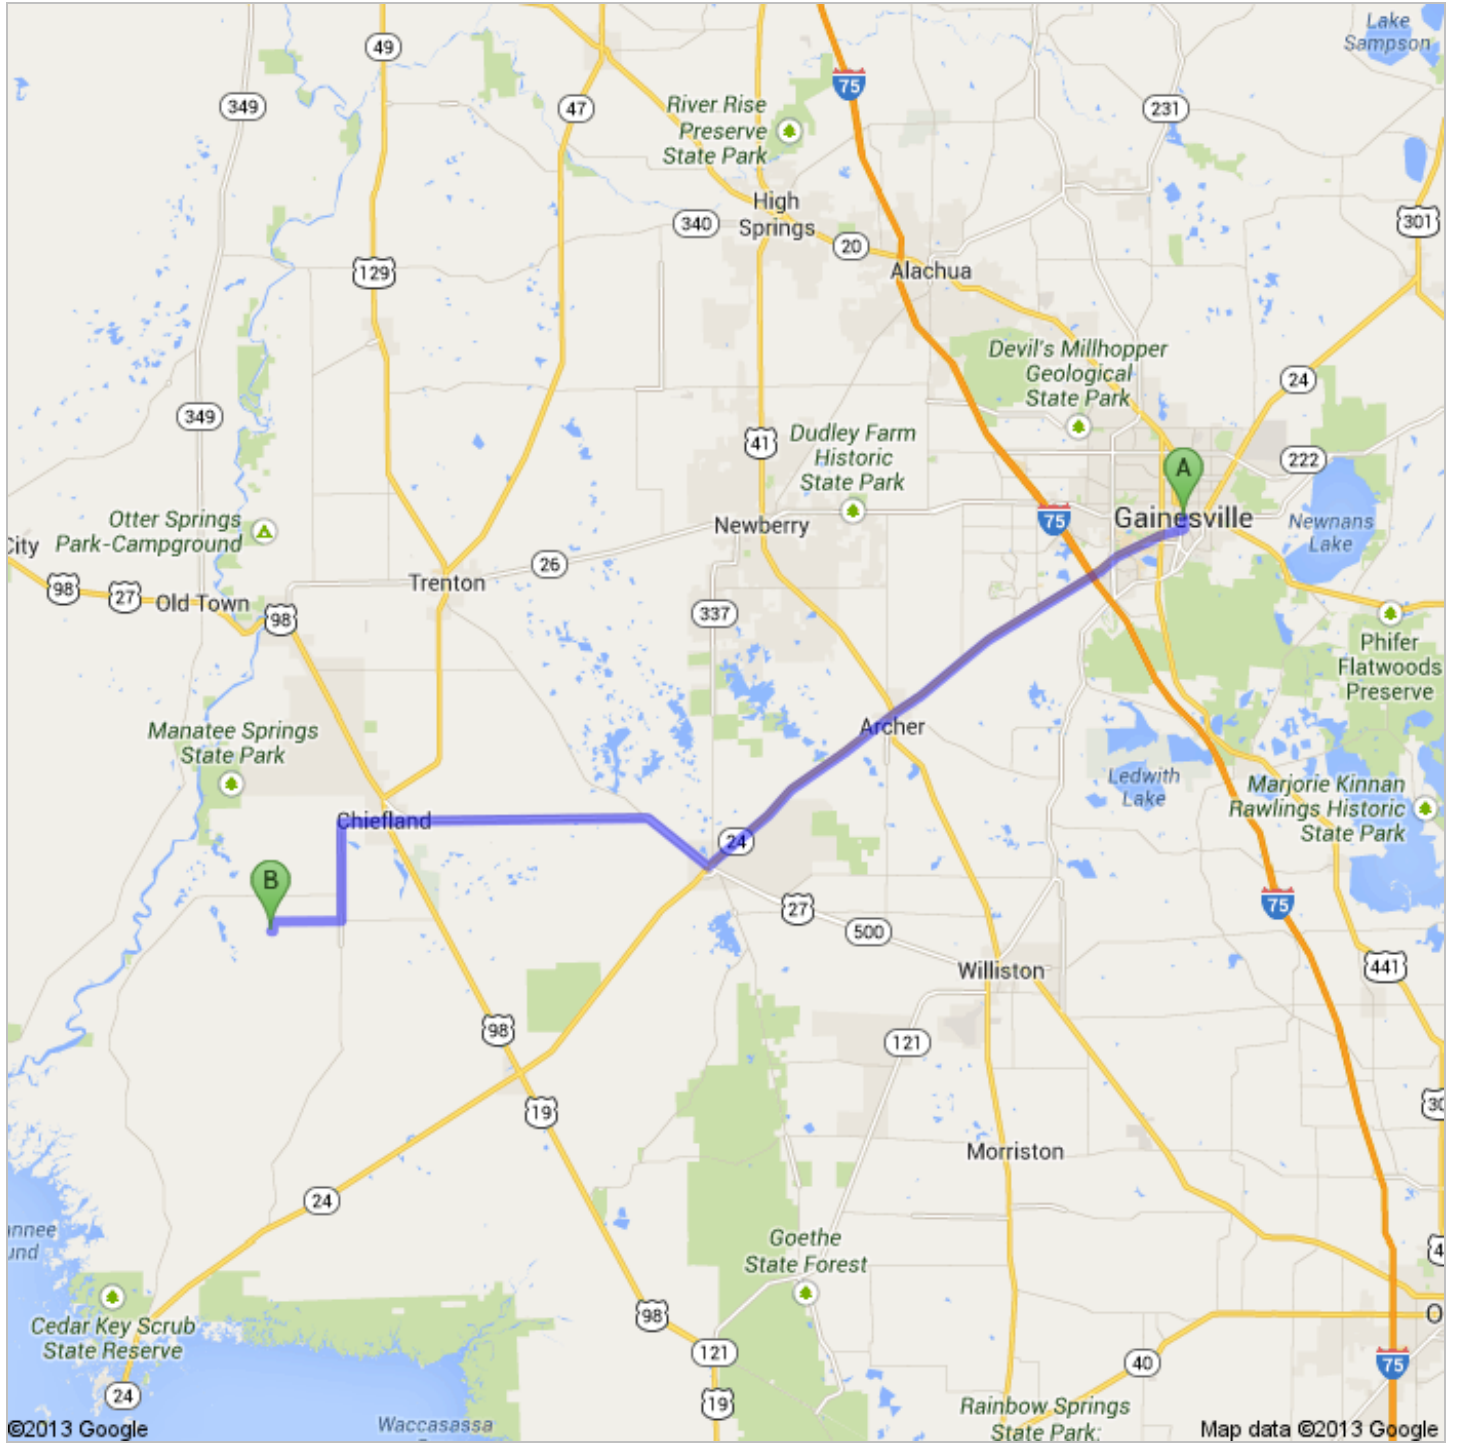 Lake
Sampson
49
75
349
47
231
River Rise
Preserve
State Park
High
Springs
340
301
20
129
Alachua
Devil's Millhopper
Geological
State Park
24
349
41
Dudley Farm
Historic
State Park
222
A
Otter Springs
Park-Campground
City
Newberry
75
Gainesville
Newnans
Lake
26
Trenton
98
27
Old Town
98
337
Phifer
Flatwoods
Preserve
Manatee Springs
State Park
Archer
Ledwith
Lake
Marjorie Kinnan
Rawlings Historic
State Park
Chiefland
24
B
27
500
75
Williston
441
98
121
19
30
Morriston
24
annee
und
Goethe
State Forest
4
Cedar Key Scrub
State Reserve
98
121
O
40
75
24
19
Rainbow Springs
State Park:
Waccasassa
©2013 Google
Map data ©2013 Google